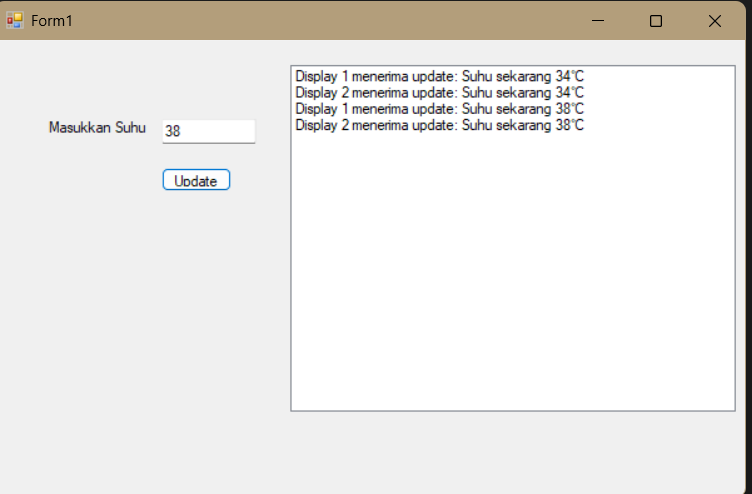 Form1
Masukkan Suhu
38
Update
Display 1 menerima update: Suhu sekarang 34°C
Display 2 menerima update: Suhu sekarang 34°C
Display 1 menerima update: Suhu sekarang 38°C
Display 2 menerima update: Suhu sekarang 38°C